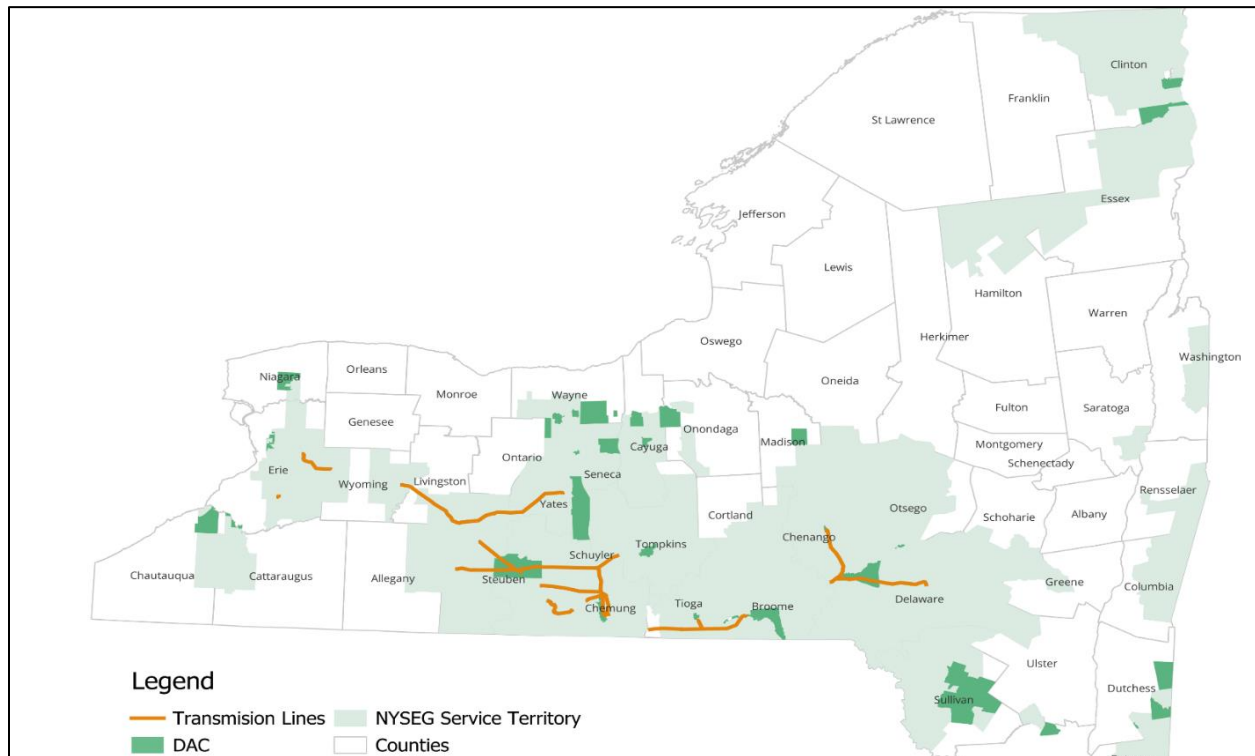 Clinton
Franklin
St Lawrence
Essex
Jefferson
Lewis
Hamilton
Warren
Herkimer
Oswego
Washington
Niagara
Orleans
Oneida
Monroe
Wayne
Fulton
Saratoga
Genesee
Onondaga
Madison
Montgomery
Cayuga
Ontario
Schenectady
Erie
Seneca
Wyoming
Livingston
Rensselaer
Yates
Otsego
Cortland
Schoharie
Albany
Chenango
Tompkins
Schuyler
Chautauqua
Cattaraugus
Allegany
Steuben
Greene
Columbia
Delaware
Tioga
Broome
Chemung
Ulster
Dutchess
Sullivan
Legend
Transmision Lines
NYSEG Service Territory
DAC
Counties